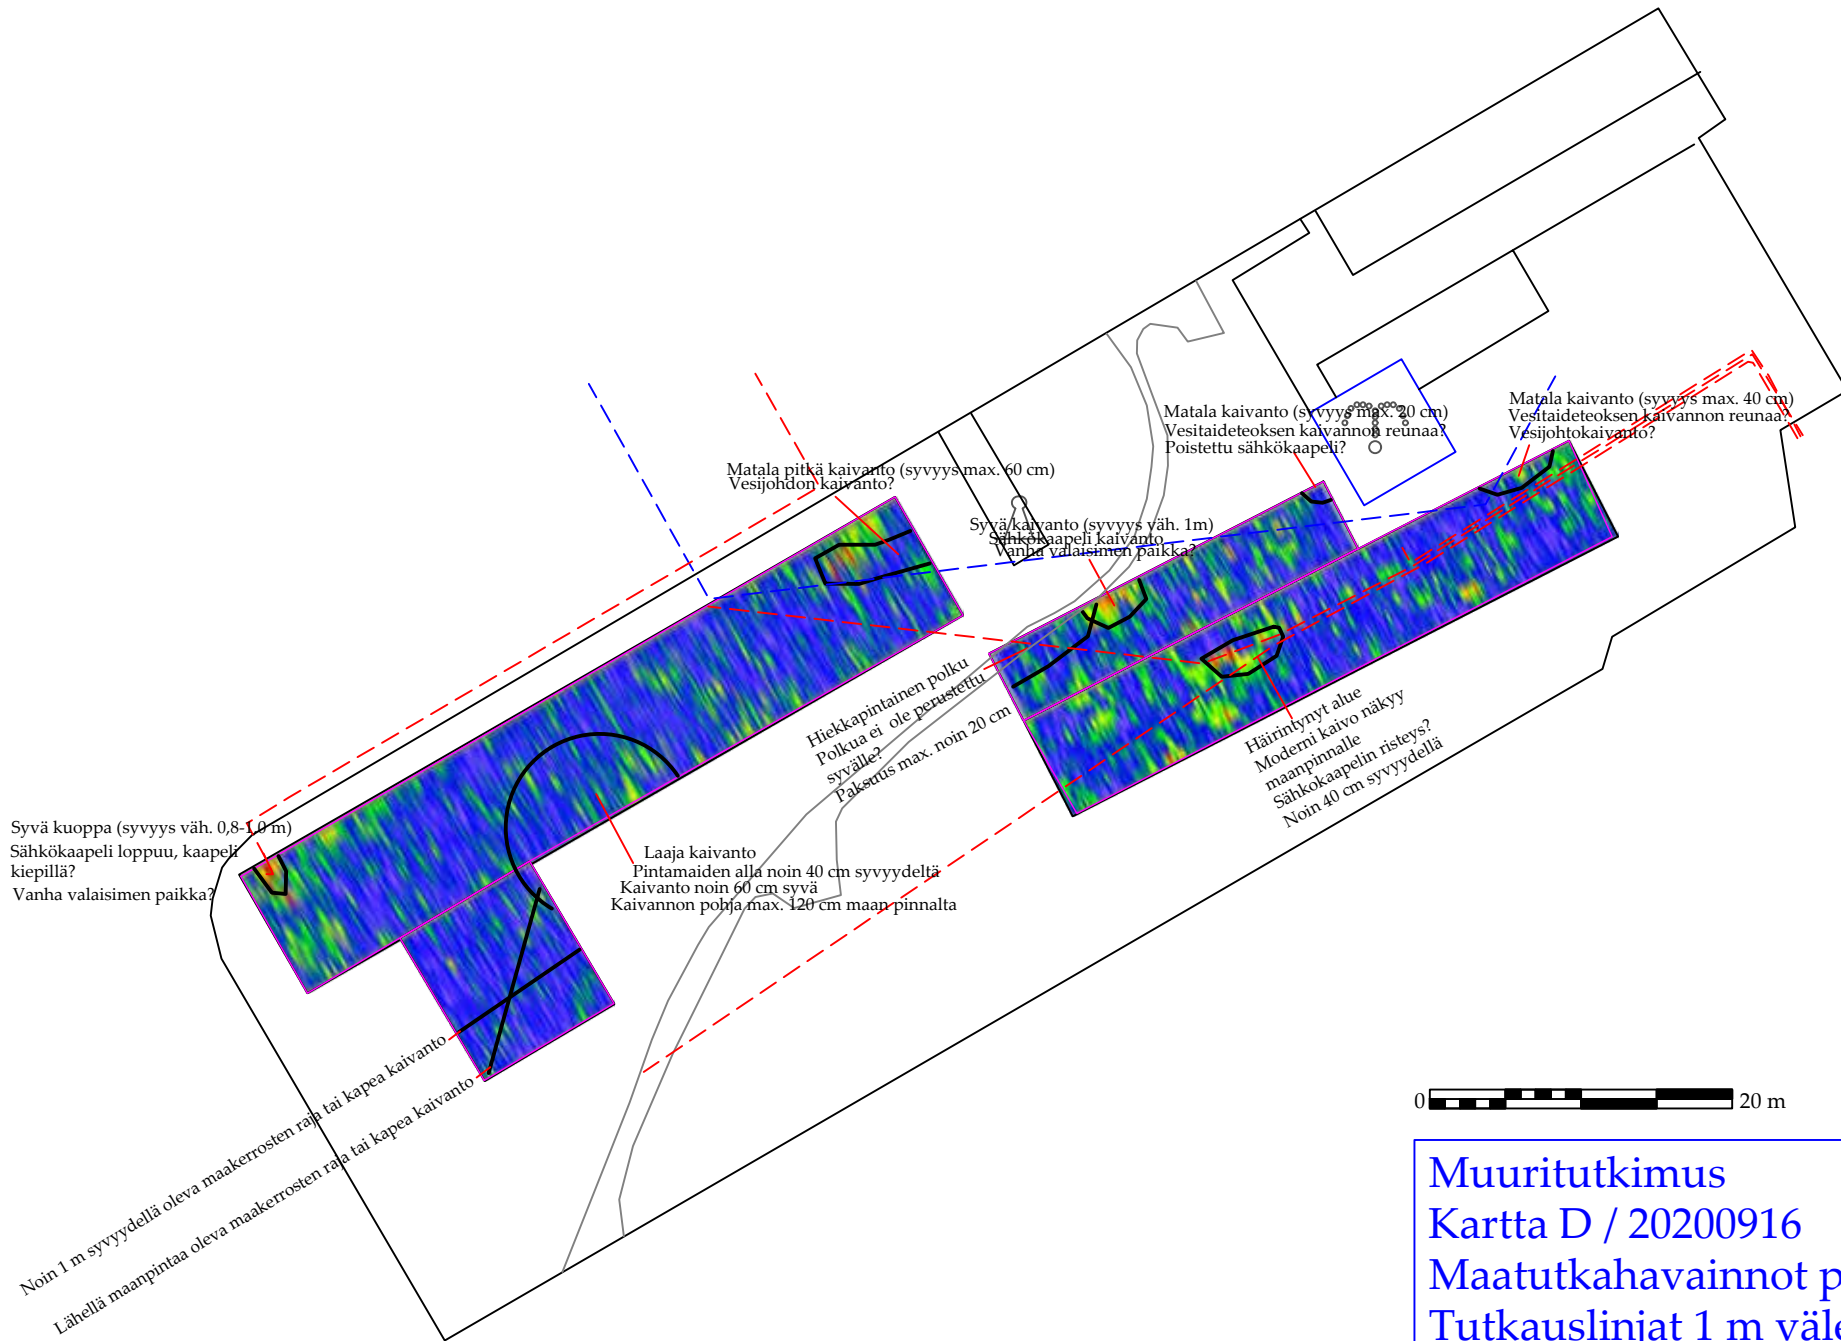 Matala kaivanto (syvyys max. 20 cm)
Vesitaideteoksen kaivannon reunaa?
Poistettu sähkökaapeli?
Matala kaivanto (syvyys max. 40 cm)
Vesitaideteoksen kaivannon reunaa?
Vesijohtokaivanto?
Matala pitkä kaivanto (syvyys max. 60 cm)
Vesijohdon kaivanto?
Syvä kaivanto (syvyys väh. 1m)
Sähkökaapeli kaivanto
Vanha valaisimen paikka?
Hiekkapintainen polku
Polkua ei ole perustettu
syvälle?
Paksuus max. noin 20 cm
Häirintynyt alue
Moderni kaivo näkyy
maanpinnalle
Sähkokaapelin risteys?
Noin 40 cm syvyydellä
Syvä kuoppa (syvyys väh. 0,8-1,0 m)
Sähkökaapeli loppuu, kaapeli
kiepillä?
Vanha valaisimen paikka?
Laaja kaivanto
Pintamaiden alla noin 40 cm syvyydeltä
Kaivanto noin 60 cm syvä
Kaivannon pohja max. 120 cm maan pinnalta
Noin 1 m syvyydellä oleva maakerrosten raja tai kapea kaivanto
Lähellä maanpintaa oleva maakerrosten raja tai kapea kaivanto
0 20 m
Muuritutkimus
Kartta D / 20200916
Maatutkahavainnot p
Tutkauslinjat 1 m väle